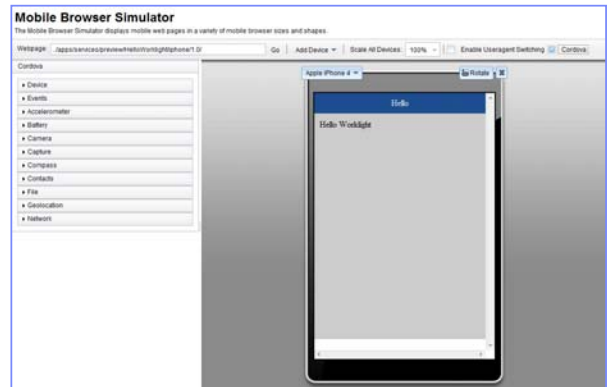 Mobile Browser Simulator
The Mobile Browser Simulator displays mobile web pages in a variety of mobile browser sizes and shapes.
Webpage: /apps/services/preview/HelloWorklight/iphone/1.0/ Go Add Device Scale All Devices: 100% Enable Useragent Switching Cordova
Cordova
Device
Events
Accelerometer
Battery
Camera
Capture
Compass
Contacts
File
Geolocation
Network
Apple iPhone 4 Rotate
Hello
Hello Worklight